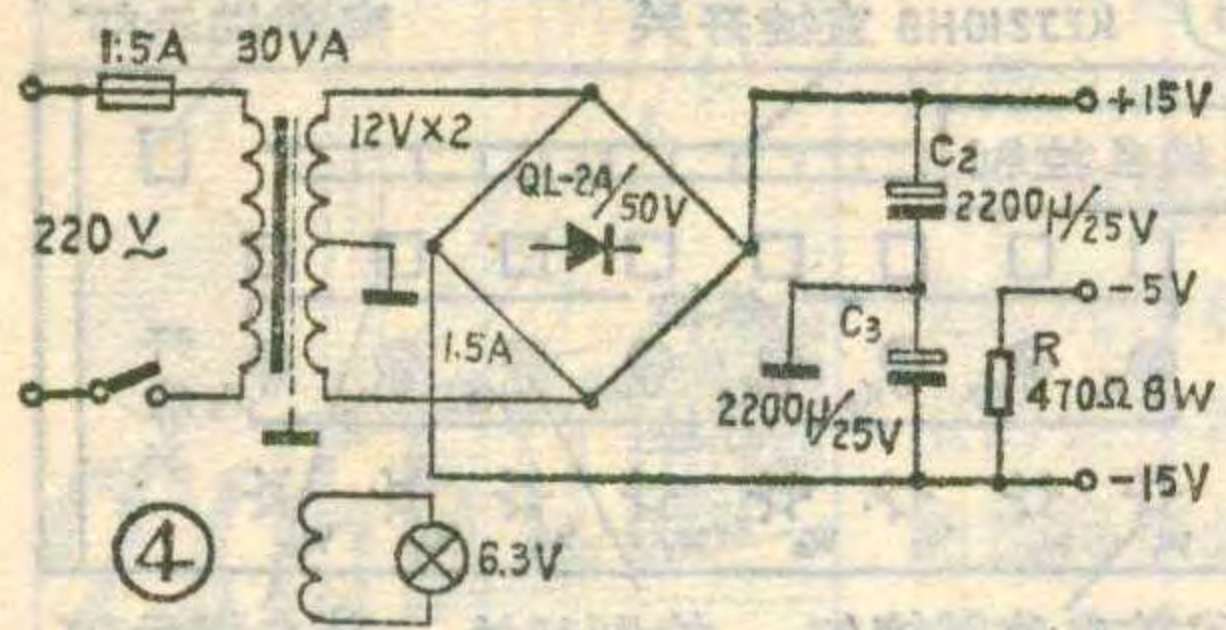 1.5A 30VA
12V×2
QL-2A/50V
+15V
C2
2200μ/25V
220V
-5V
C3
1.5A
R
470Ω 8W
2200μ/25V
-15V
④
6.3V